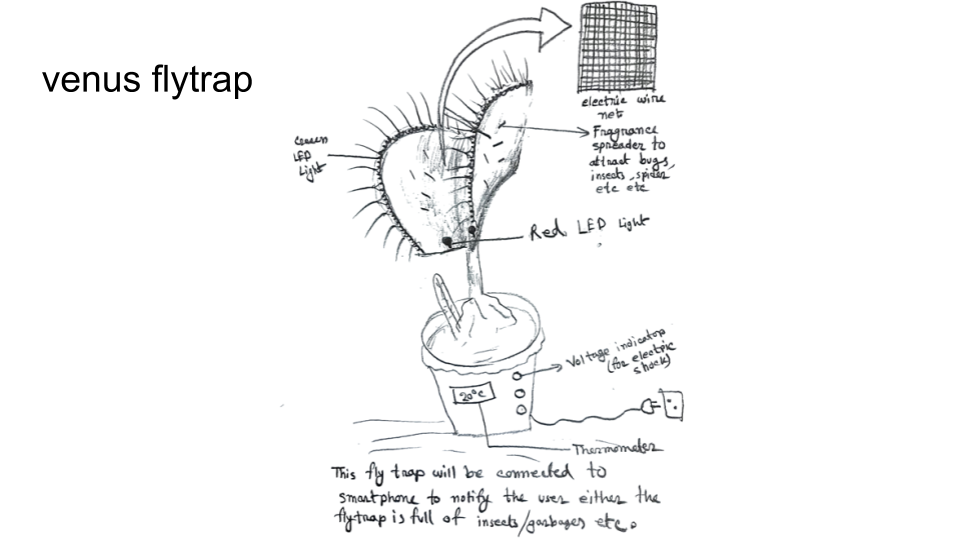 venus flytrap
electric wire
net
Fragnance
spreader to
attract bugs,
insects, spider,
etc etc
Green
LED
Light
Red LED light
Voltage indicator
(for electric
shock)
20°C
Thermometer
This fly trap will be connected to
smartphone to notify the user either the
flytrap is full of insects/garbages etc.